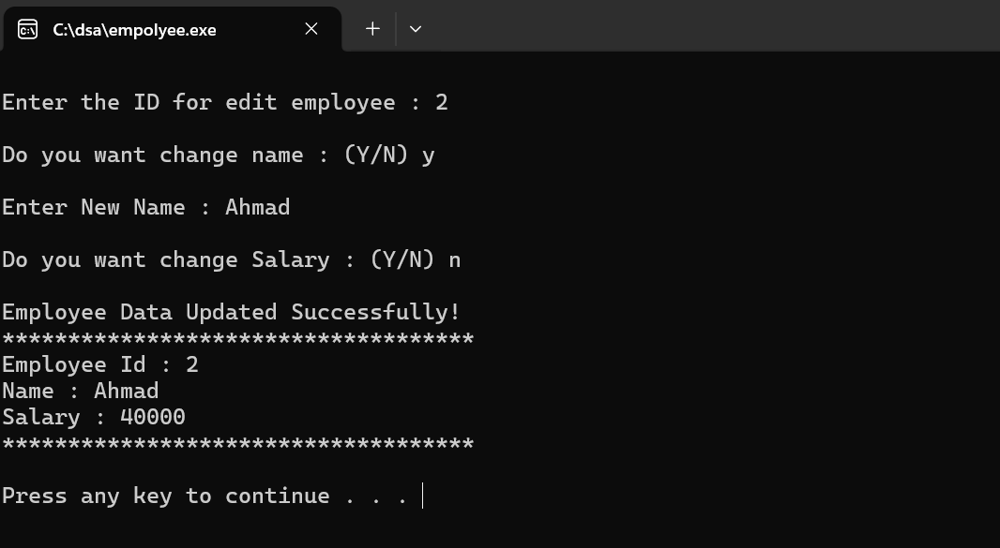 C:\dsa\empolyee.exe
Enter the ID for edit employee : 2
Do you want change name : (Y/N) y
Enter New Name : Ahmad
Do you want change Salary : (Y/N) n
Employee Data Updated Successfully!
************************************
Employee Id : 2
Name : Ahmad
Salary : 40000
************************************
Press any key to continue . . .